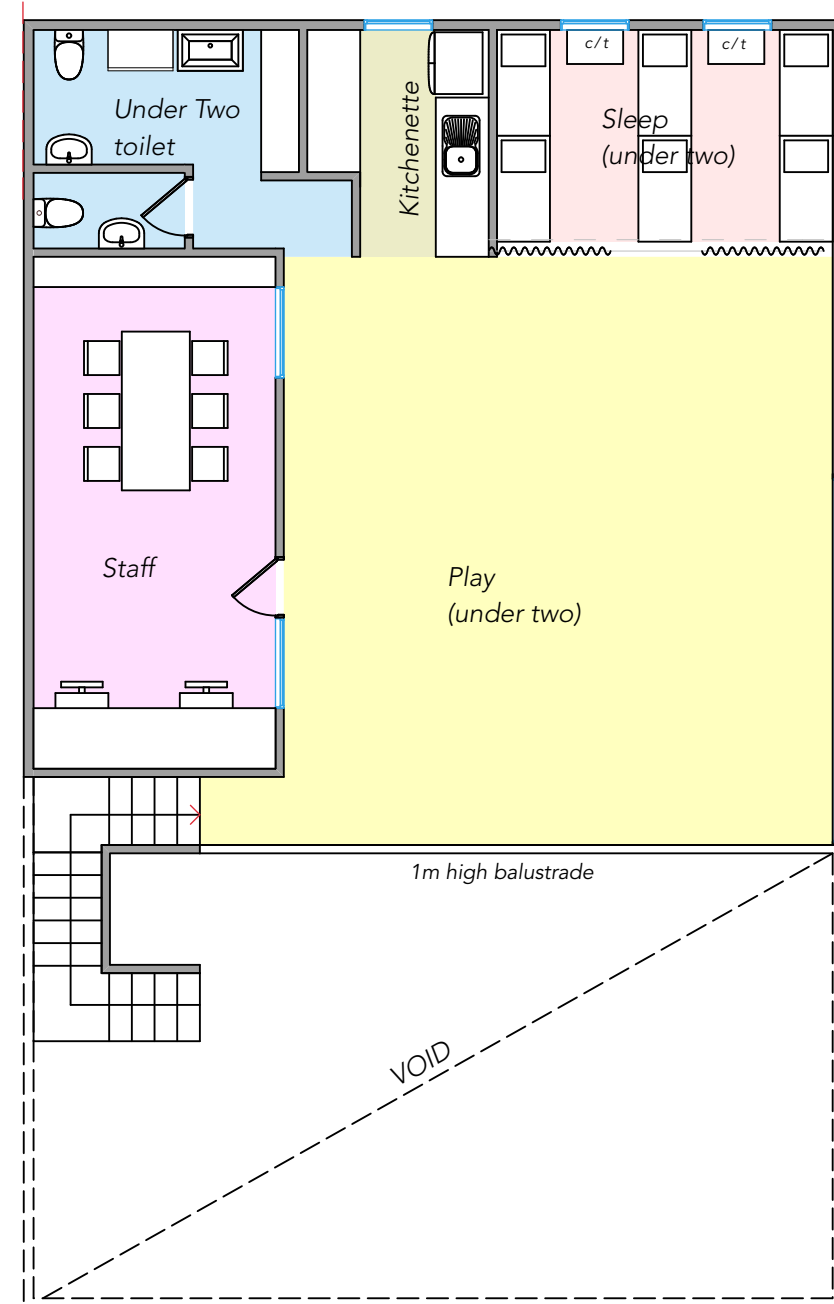 c/t
c/t
Under Two
toilet
Kitchenette
Sleep
(under two)
Staff
Play
(under two)
1m high balustrade
VOID